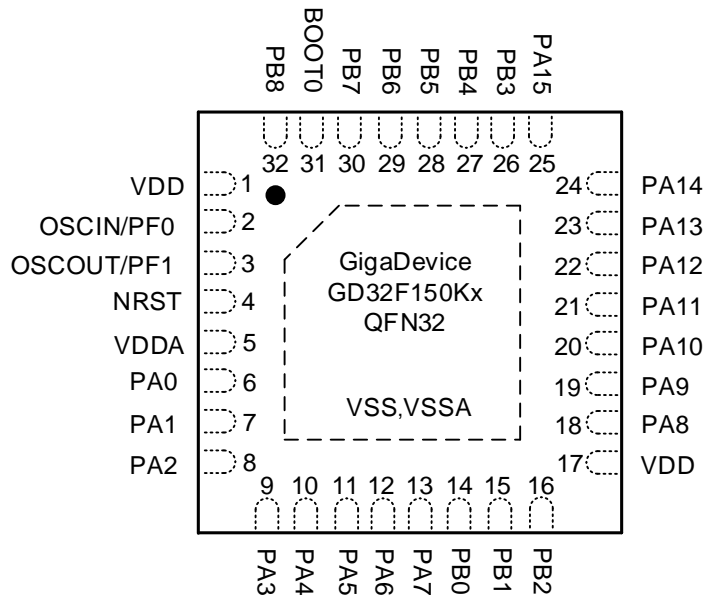 PB8
BOOT0
PB7
PB6
PB5
PB4
PB3
PA15
32 31 30 29 28 27 26 25
VDD 1
OSCIN/PF0 2
OSCOUT/PF1 3
NRST 4
VDDA 5
PA0 6
PA1 7
PA2 8
GigaDevice
GD32F150Kx
QFN32
VSS,VSSA
24 PA14
23 PA13
22 PA12
21 PA11
20 PA10
19 PA9
18 PA8
17 VDD
9 10 11 12 13 14 15 16
PA3
PA4
PA5
PA6
PA7
PB0
PB1
PB2